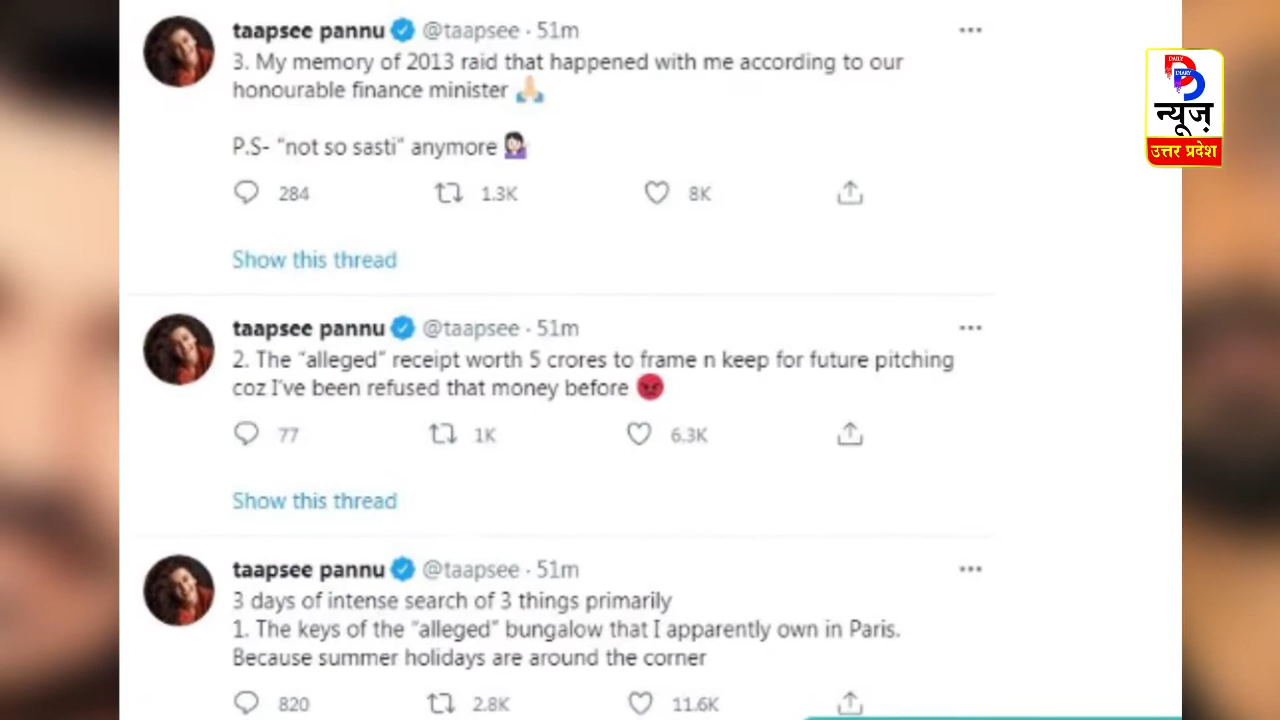 taapsee pannu @taapsee · 51m
3. My memory of 2013 raid that happened with me according to our
honourable finance minister 🙏🏻
P.S- "not so sasti" anymore 💁🏻‍♀️
284 1.3K 8K
Show this thread
taapsee pannu @taapsee · 51m
2. The "alleged" receipt worth 5 crores to frame n keep for future pitching
coz I've been refused that money before 😡
77 1K 6.3K
Show this thread
taapsee pannu @taapsee · 51m
3 days of intense search of 3 things primarily
1. The keys of the "alleged" bungalow that I apparently own in Paris.
Because summer holidays are around the corner
820 2.8K 11.6K
DAILY
DIARY
न्यूज़
उत्तर प्रदेश